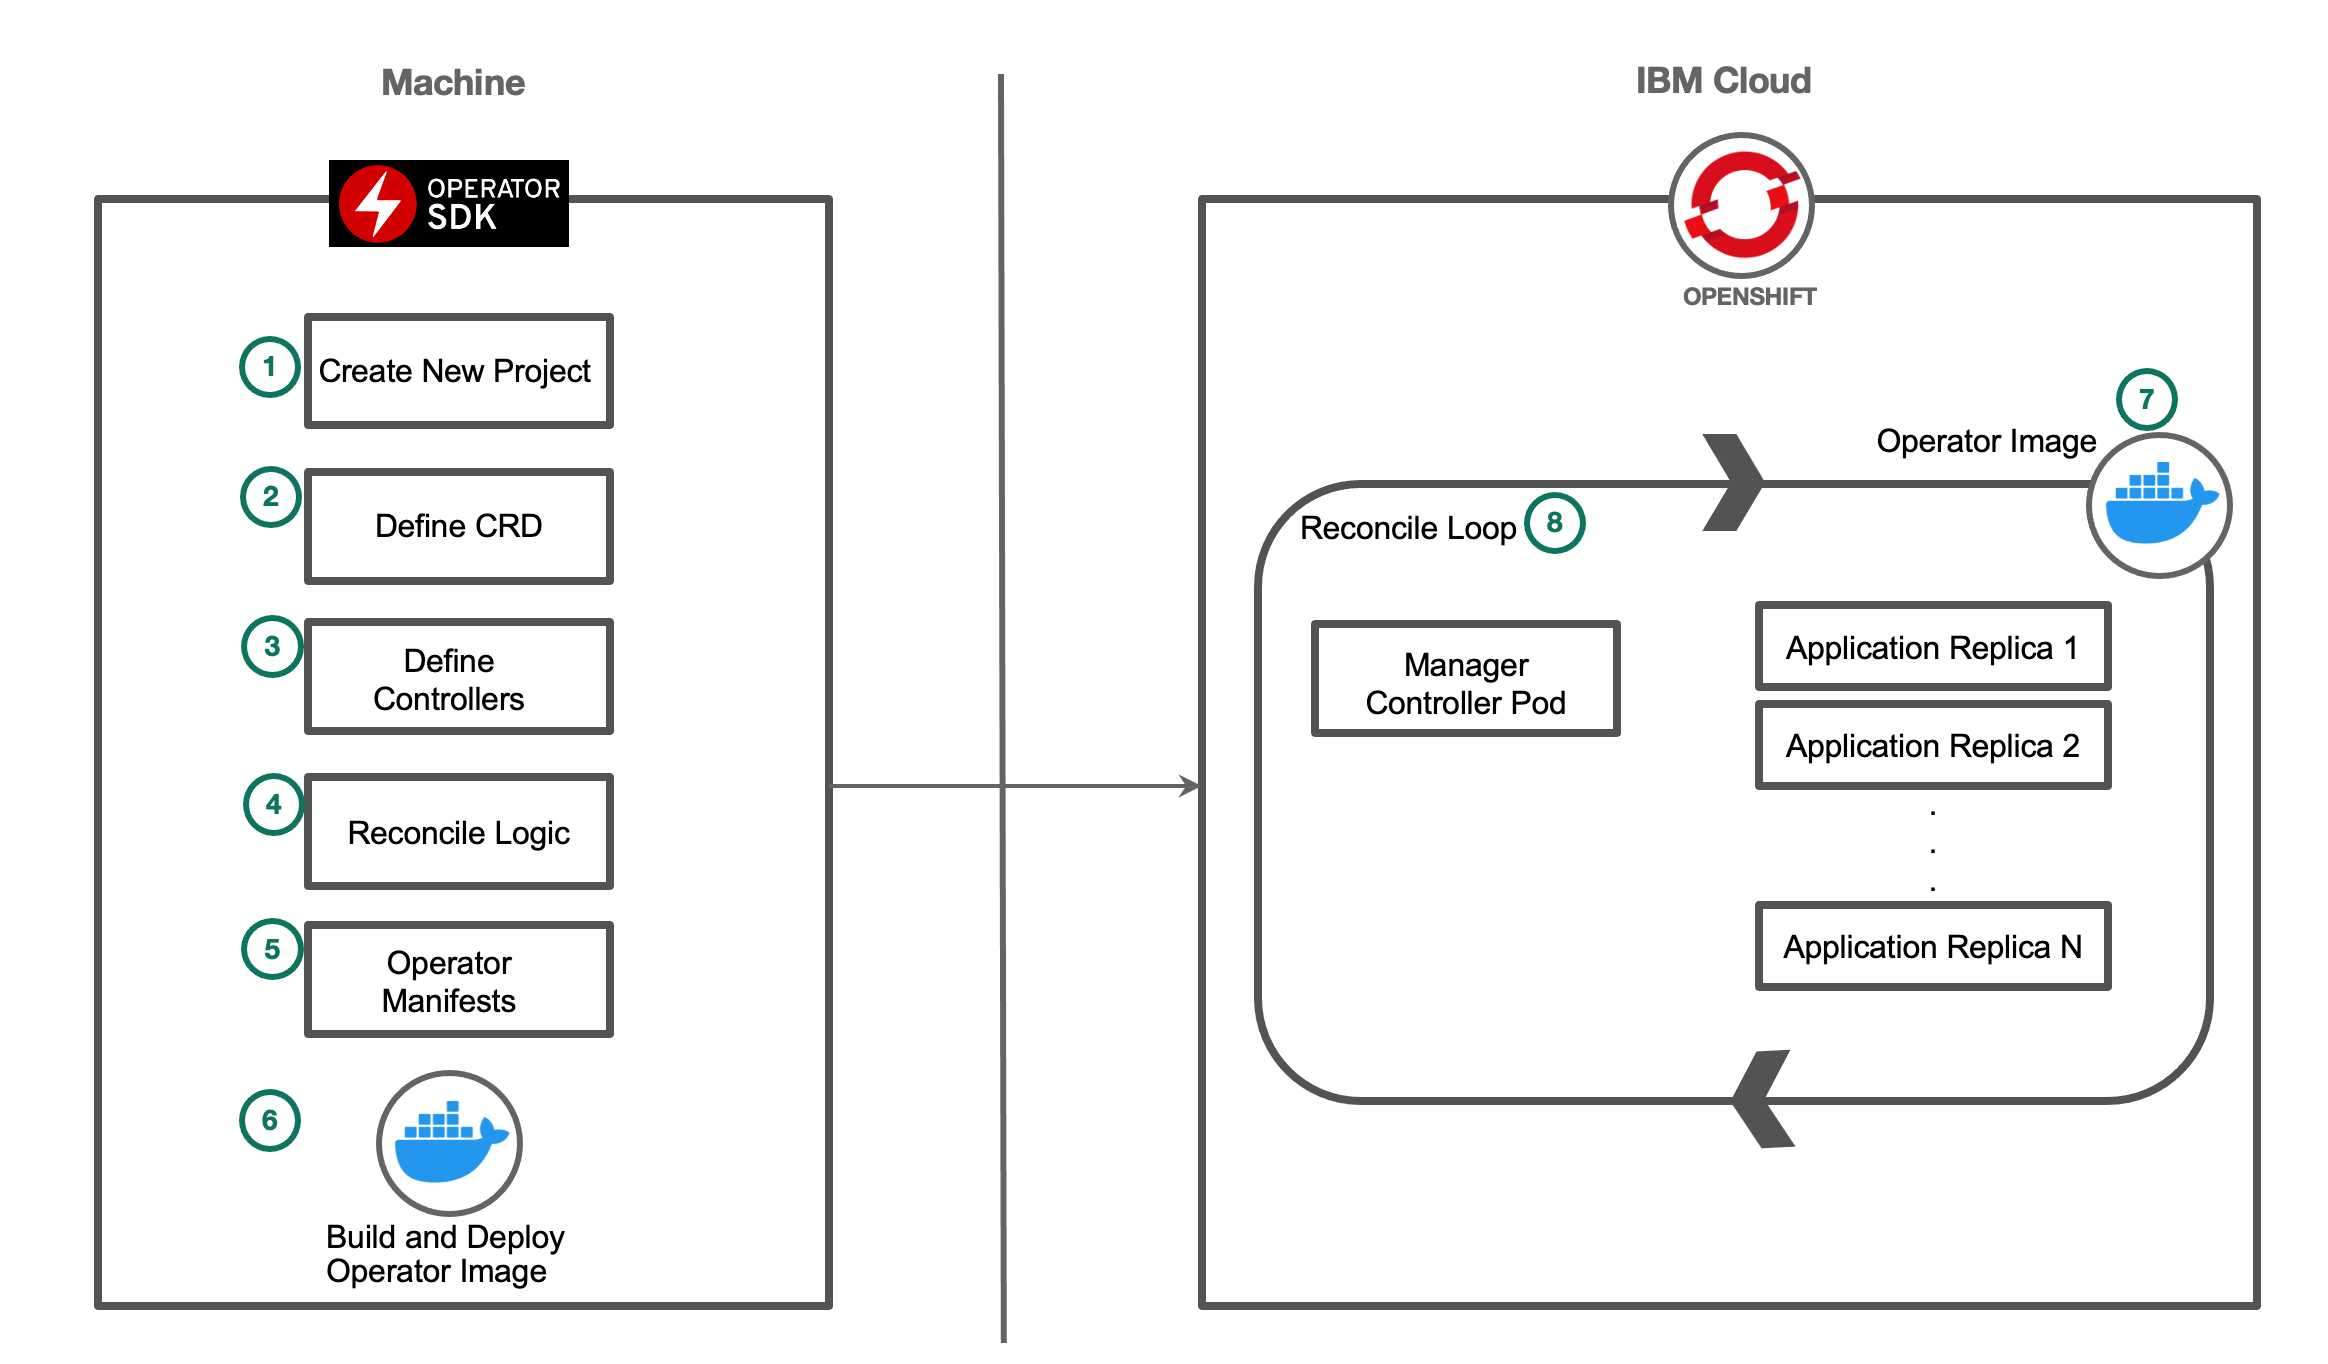 Machine
OPERATOR
SDK
1
Create New Project
2
Define CRD
3
Define
Controllers
4
Reconcile Logic
5
Operator
Manifests
6
Build and Deploy
Operator Image
IBM Cloud
OPENSHIFT
7
Operator Image
Reconcile Loop
8
Manager
Controller Pod
Application Replica 1
Application Replica 2
.
.
.
Application Replica N